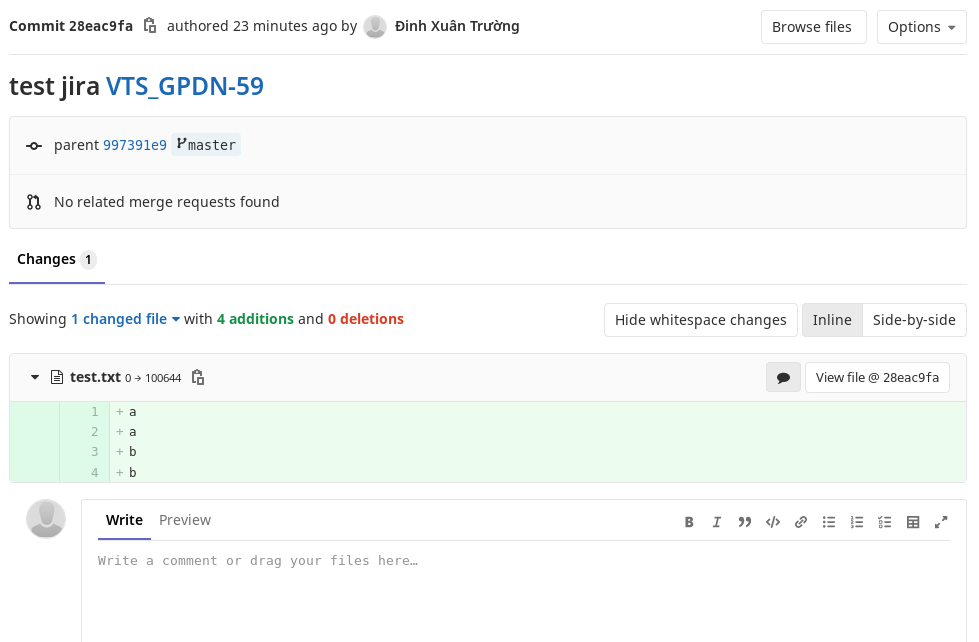 Commit 28eac9fa authored 23 minutes ago by Đinh Xuân Trường Browse files Options
test jira VTS_GPDN-59
parent 997391e9 master
No related merge requests found
Changes 1
Showing 1 changed file with 4 additions and 0 deletions Hide whitespace changes Inline Side-by-side
test.txt 0 → 100644 View file @ 28eac9fa
1 + a
2 + a
3 + b
4 + b
Write Preview
Write a comment or drag your files here…